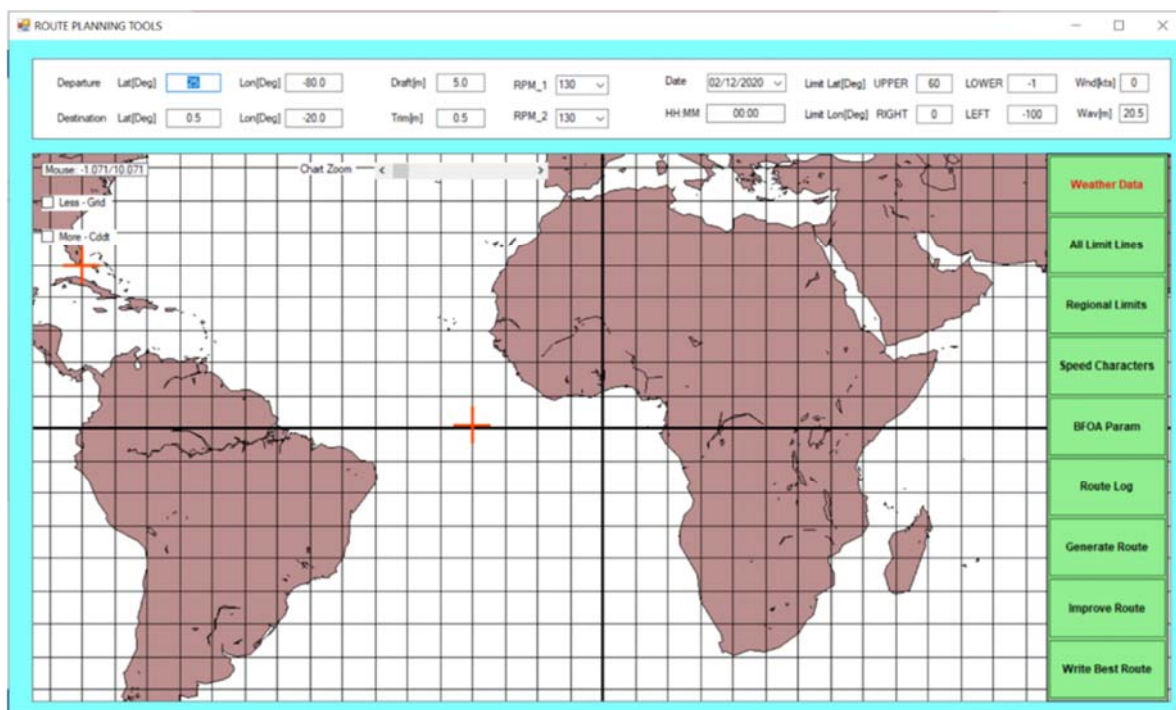 ROUTE PLANNING TOOLS
Departure Lat[Deg] 25 Lon[Deg] -80.0 Draft[m] 5.0 RPM_1 130 Date 02/12/2020 Limit Lat[Deg] UPPER 60 LOWER -1 Wnd[kts] 0
Destination Lat[Deg] 0.5 Lon[Deg] -20.0 Trim[m] 0.5 RPM_2 130 HH:MM 00:00 Limit Lon[Deg] RIGHT 0 LEFT -100 Wav[m] 20.5
Mouse: -1.071/10.071 Chart Zoom
Less - Grid
More - Cddt
Weather Data
All Limit Lines
Regional Limits
Speed Characters
BFOA Param
Route Log
Generate Route
Improve Route
Write Best Route